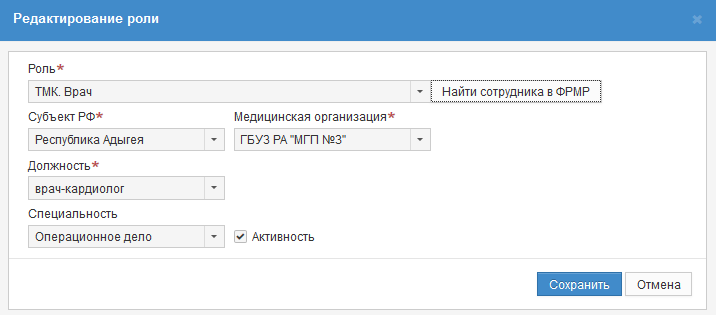 Редактирование роли
Роль*
ТМК. Врач
Найти сотрудника в ФРМР
Субъект РФ* Медицинская организация*
Республика Адыгея ГБУЗ РА "МГП №3"
Должность*
врач-кардиолог
Специальность
Операционное дело Активность
Сохранить Отмена